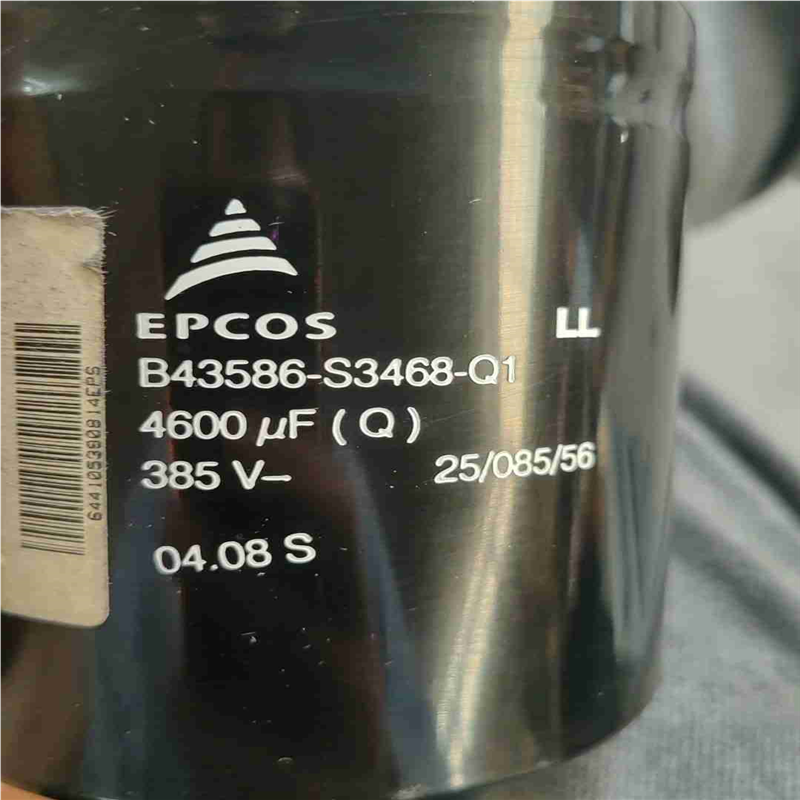 EPCOS LL
B43586-S3468-Q1
4600 µF ( Q )
385 V– 25/085/56
04.08 S